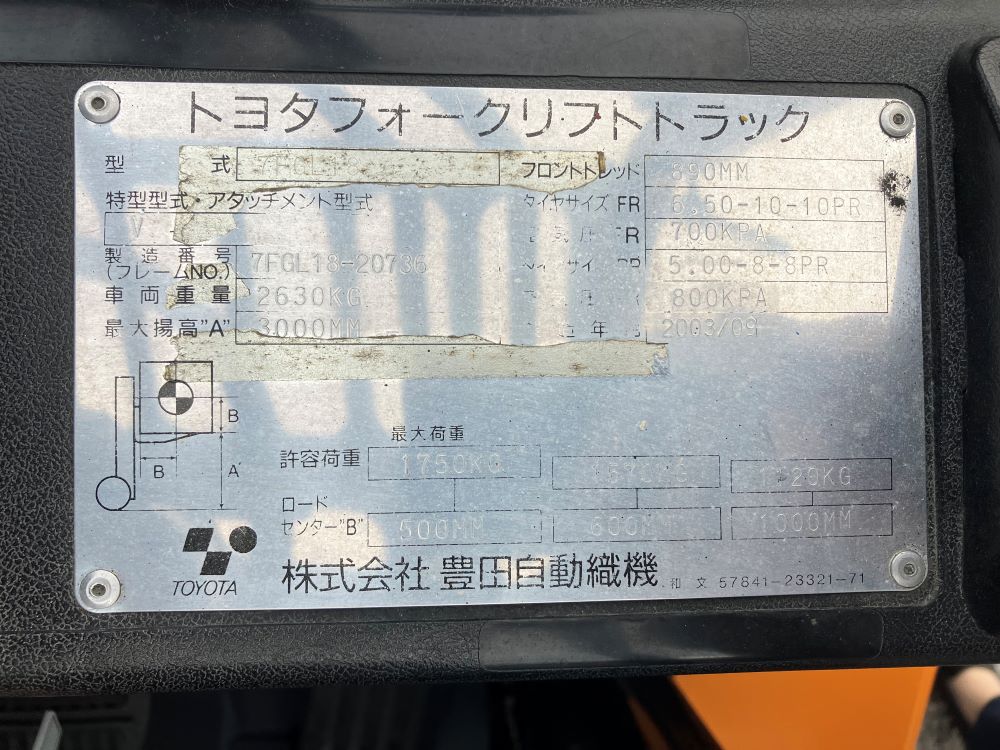 トヨタフォークリフトトラック
型式 フロントトレッド 890MM
特型型式・アタッチメント型式 タイヤサイズ FR 6.50-10-10PR
V 700KPA
製造番号(フレームNO.) 7FGL18-20736 5.00-8-8PR
車両重量 2630KG 800KPA
最大揚高"A" 3000MM 年 2003/09
B
B A
最大荷重
許容荷重 1750KG
ロードセンター"B" 500MM 600MM 1000MM
TOYOTA 株式会社 豊田自動織機 和文 57841-23321-71